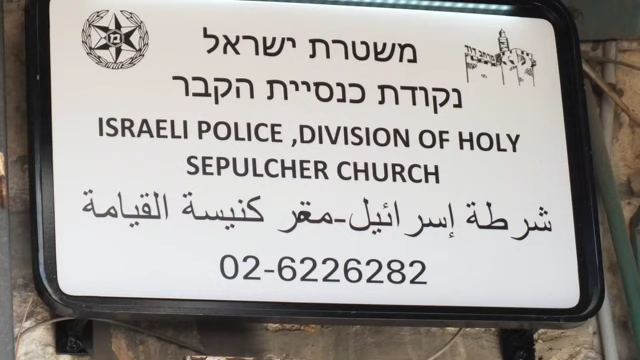 משטרת ישראל
נקודת כנסיית הקבר
ISRAELI POLICE ,DIVISION OF HOLY
SEPULCHER CHURCH
شرطة إسرائيل-مقر كنيسة القيامة
02-6226282